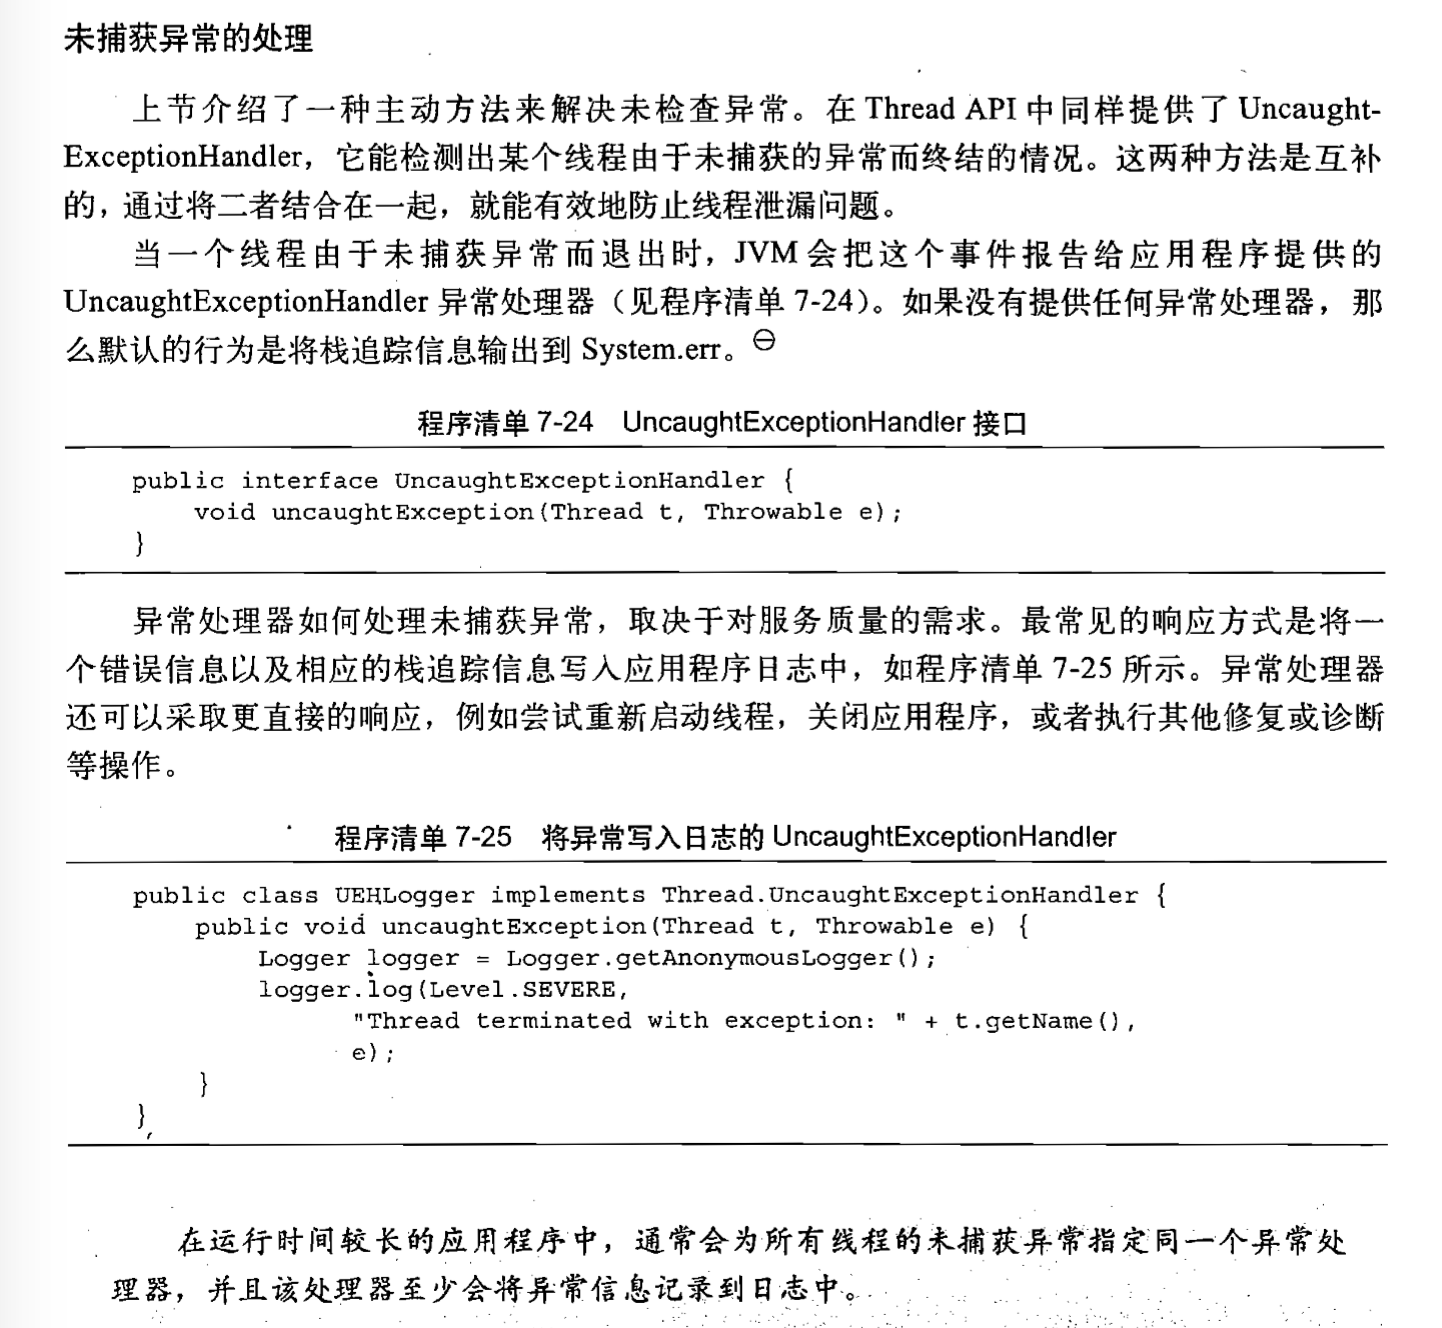 未捕获异常的处理
上节介绍了一种主动方法来解决未检查异常。在 Thread API 中同样提供了 Uncaught-
ExceptionHandler，它能检测出某个线程由于未捕获的异常而终结的情况。这两种方法是互补
的，通过将二者结合在一起，就能有效地防止线程泄漏问题。
当一个线程由于未捕获异常而退出时，JVM 会把这个事件报告给应用程序提供的
UncaughtExceptionHandler 异常处理器（见程序清单 7-24）。如果没有提供任何异常处理器，那
么默认的行为是将栈追踪信息输出到 System.err。㊀
程序清单 7-24 UncaughtExceptionHandler 接口
public interface UncaughtExceptionHandler {
void uncaughtException(Thread t, Throwable e);
}
异常处理器如何处理未捕获异常，取决于对服务质量的需求。最常见的响应方式是将一
个错误信息以及相应的栈追踪信息写入应用程序日志中，如程序清单 7-25 所示。异常处理器
还可以采取更直接的响应，例如尝试重新启动线程，关闭应用程序，或者执行其他修复或诊断
等操作。
程序清单 7-25 将异常写入日志的 UncaughtExceptionHandler
public class UEHLogger implements Thread.UncaughtExceptionHandler {
public void uncaughtException(Thread t, Throwable e) {
Logger logger = Logger.getAnonymousLogger();
logger.log(Level.SEVERE,
"Thread terminated with exception: " + t.getName(),
e);
}
}
在运行时间较长的应用程序中，通常会为所有线程的未捕获异常指定同一个异常处
理器，并且该处理器至少会将异常信息记录到日志中。